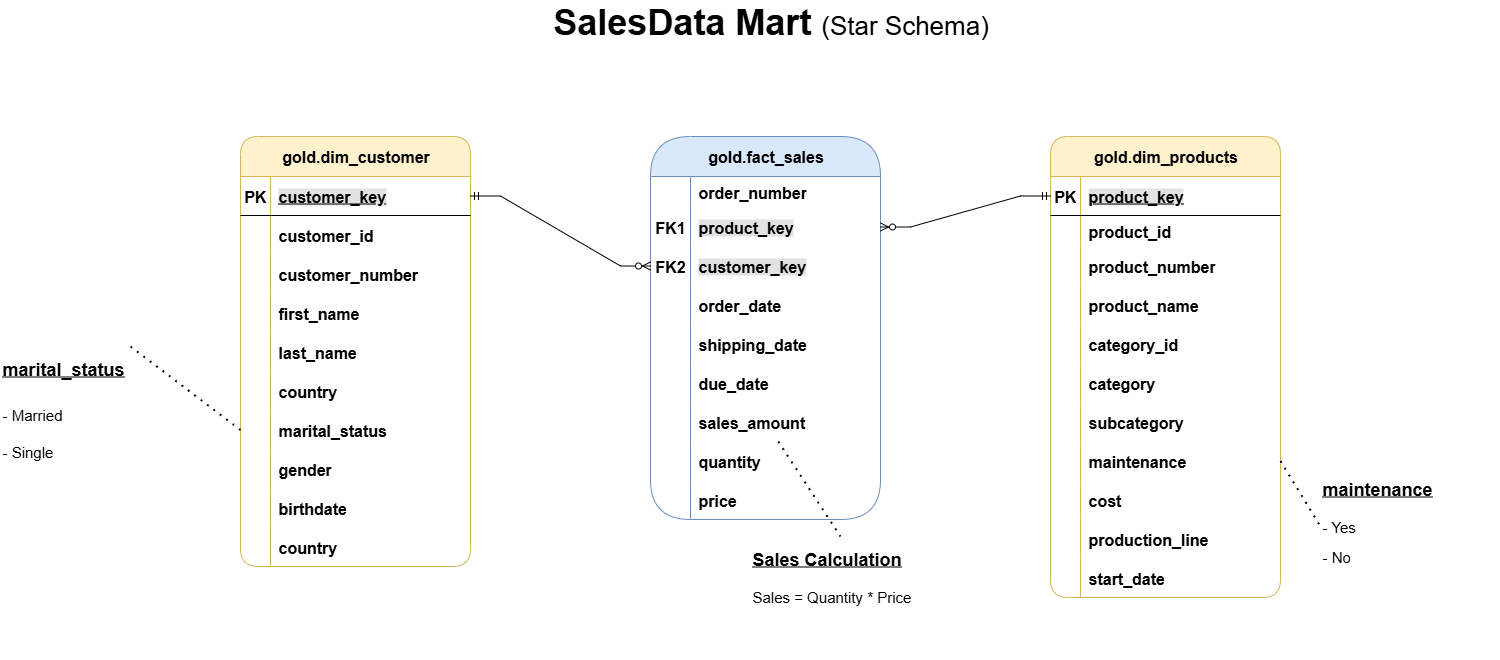 SalesData Mart (Star Schema)
gold.dim_customer
PK customer_key
customer_id
customer_number
first_name
last_name
country
marital_status
gender
birthdate
country
marital_status
- Married
- Single
gold.fact_sales
order_number
FK1 product_key
FK2 customer_key
order_date
shipping_date
due_date
sales_amount
quantity
price
Sales Calculation
Sales = Quantity * Price
gold.dim_products
PK product_key
product_id
product_number
product_name
category_id
category
subcategory
maintenance
cost
production_line
start_date
maintenance
- Yes
- No